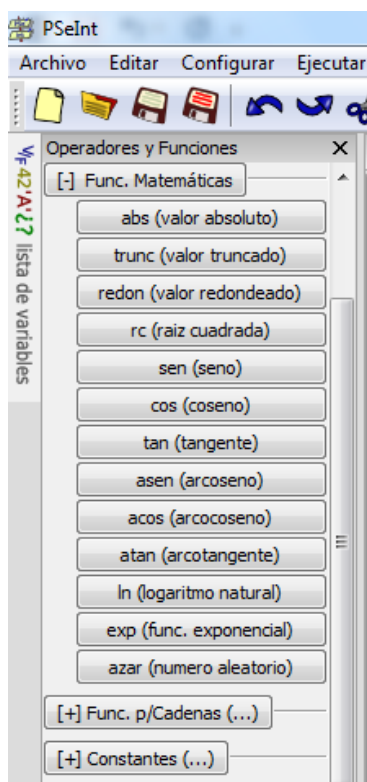 PSeInt
Archivo Editar Configurar Ejecutar
V/F 42 'A' ¿? lista de variables
Operadores y Funciones X
[-] Func. Matemáticas
abs (valor absoluto)
trunc (valor truncado)
redon (valor redondeado)
rc (raiz cuadrada)
sen (seno)
cos (coseno)
tan (tangente)
asen (arcoseno)
acos (arcocoseno)
atan (arcotangente)
ln (logaritmo natural)
exp (func. exponencial)
azar (numero aleatorio)
[+] Func. p/Cadenas (...)
[+] Constantes (...)